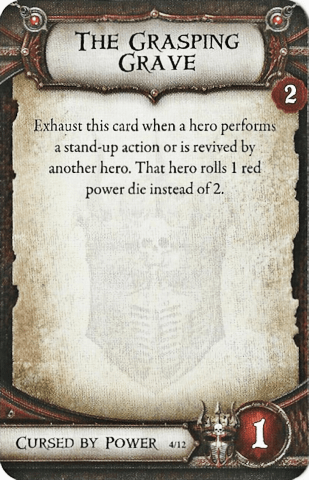 The Grasping
Grave
2
Exhaust this card when a hero performs
a stand-up action or is revived by
another hero. That hero rolls 1 red
power die instead of 2.
Cursed by Power 4/12
1